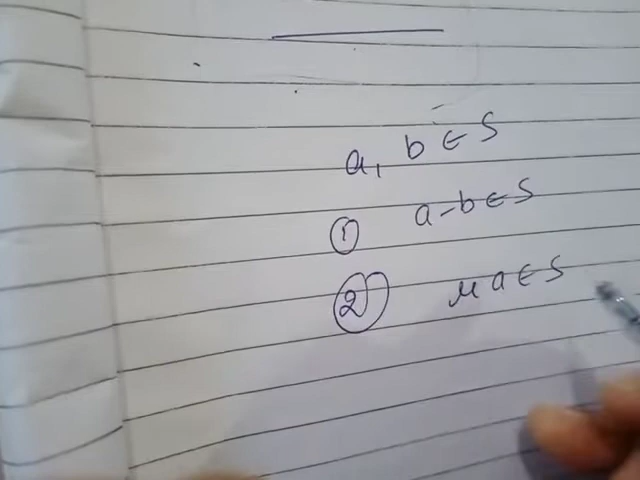 a, b ∈ S
① a-b ∈ S
② μa ∈ S